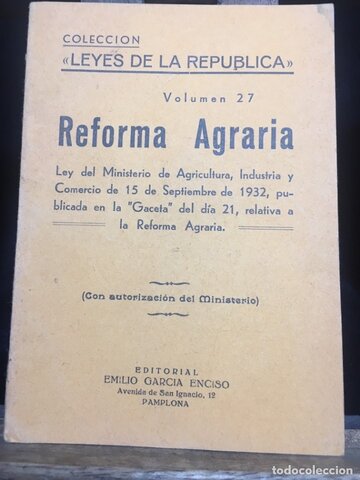 COLECCION
«LEYES DE LA REPUBLICA»
Volumen 27
Reforma Agraria
Ley del Ministerio de Agricultura, Industria y
Comercio de 15 de Septiembre de 1932, pu-
blicada en la "Gaceta" del día 21, relativa a
la Reforma Agraria.
(Con autorización del Ministerio)
EDITORIAL
EMILIO GARCIA ENCISO
Avenida de San Ignacio, 12
PAMPLONA
todocoleccion